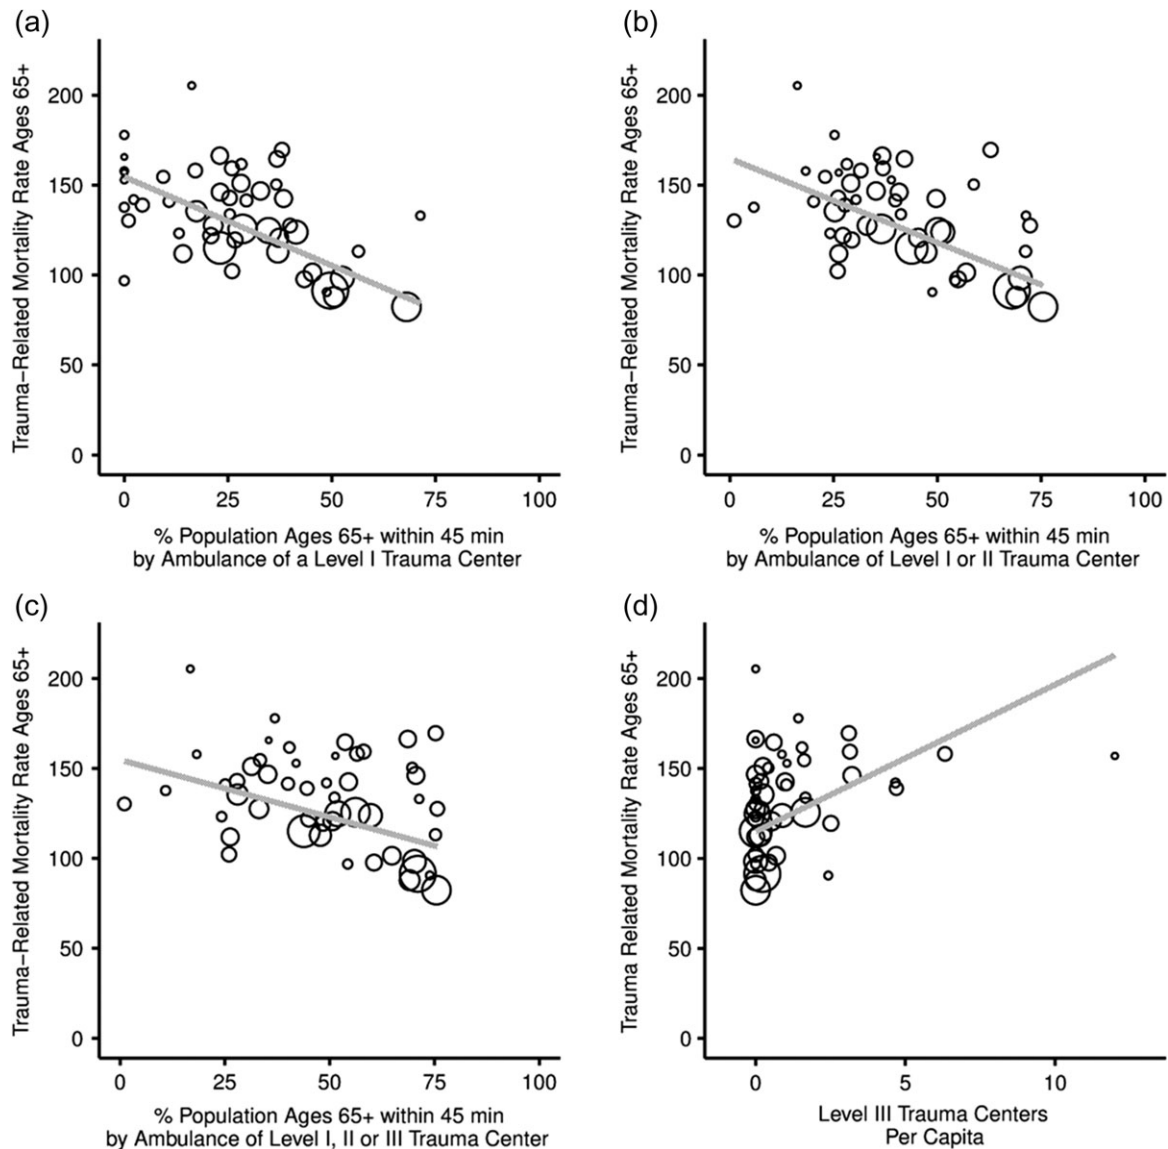 (a)
Trauma−Related Mortality Rate Ages 65+
200
150
100
50
0
0 25 50 75 100
% Population Ages 65+ within 45 min
by Ambulance of a Level I Trauma Center
(b)
Trauma−Related Mortality Rate Ages 65+
200
150
100
50
0
0 25 50 75 100
% Population Ages 65+ within 45 min
by Ambulance of Level I or II Trauma Center
(c)
Trauma−Related Mortality Rate Ages 65+
200
150
100
50
0
0 25 50 75 100
% Population Ages 65+ within 45 min
by Ambulance of Level I, II or III Trauma Center
(d)
Trauma Related Mortality Rate Ages 65+
200
150
100
50
0
0 5 10
Level III Trauma Centers
Per Capita